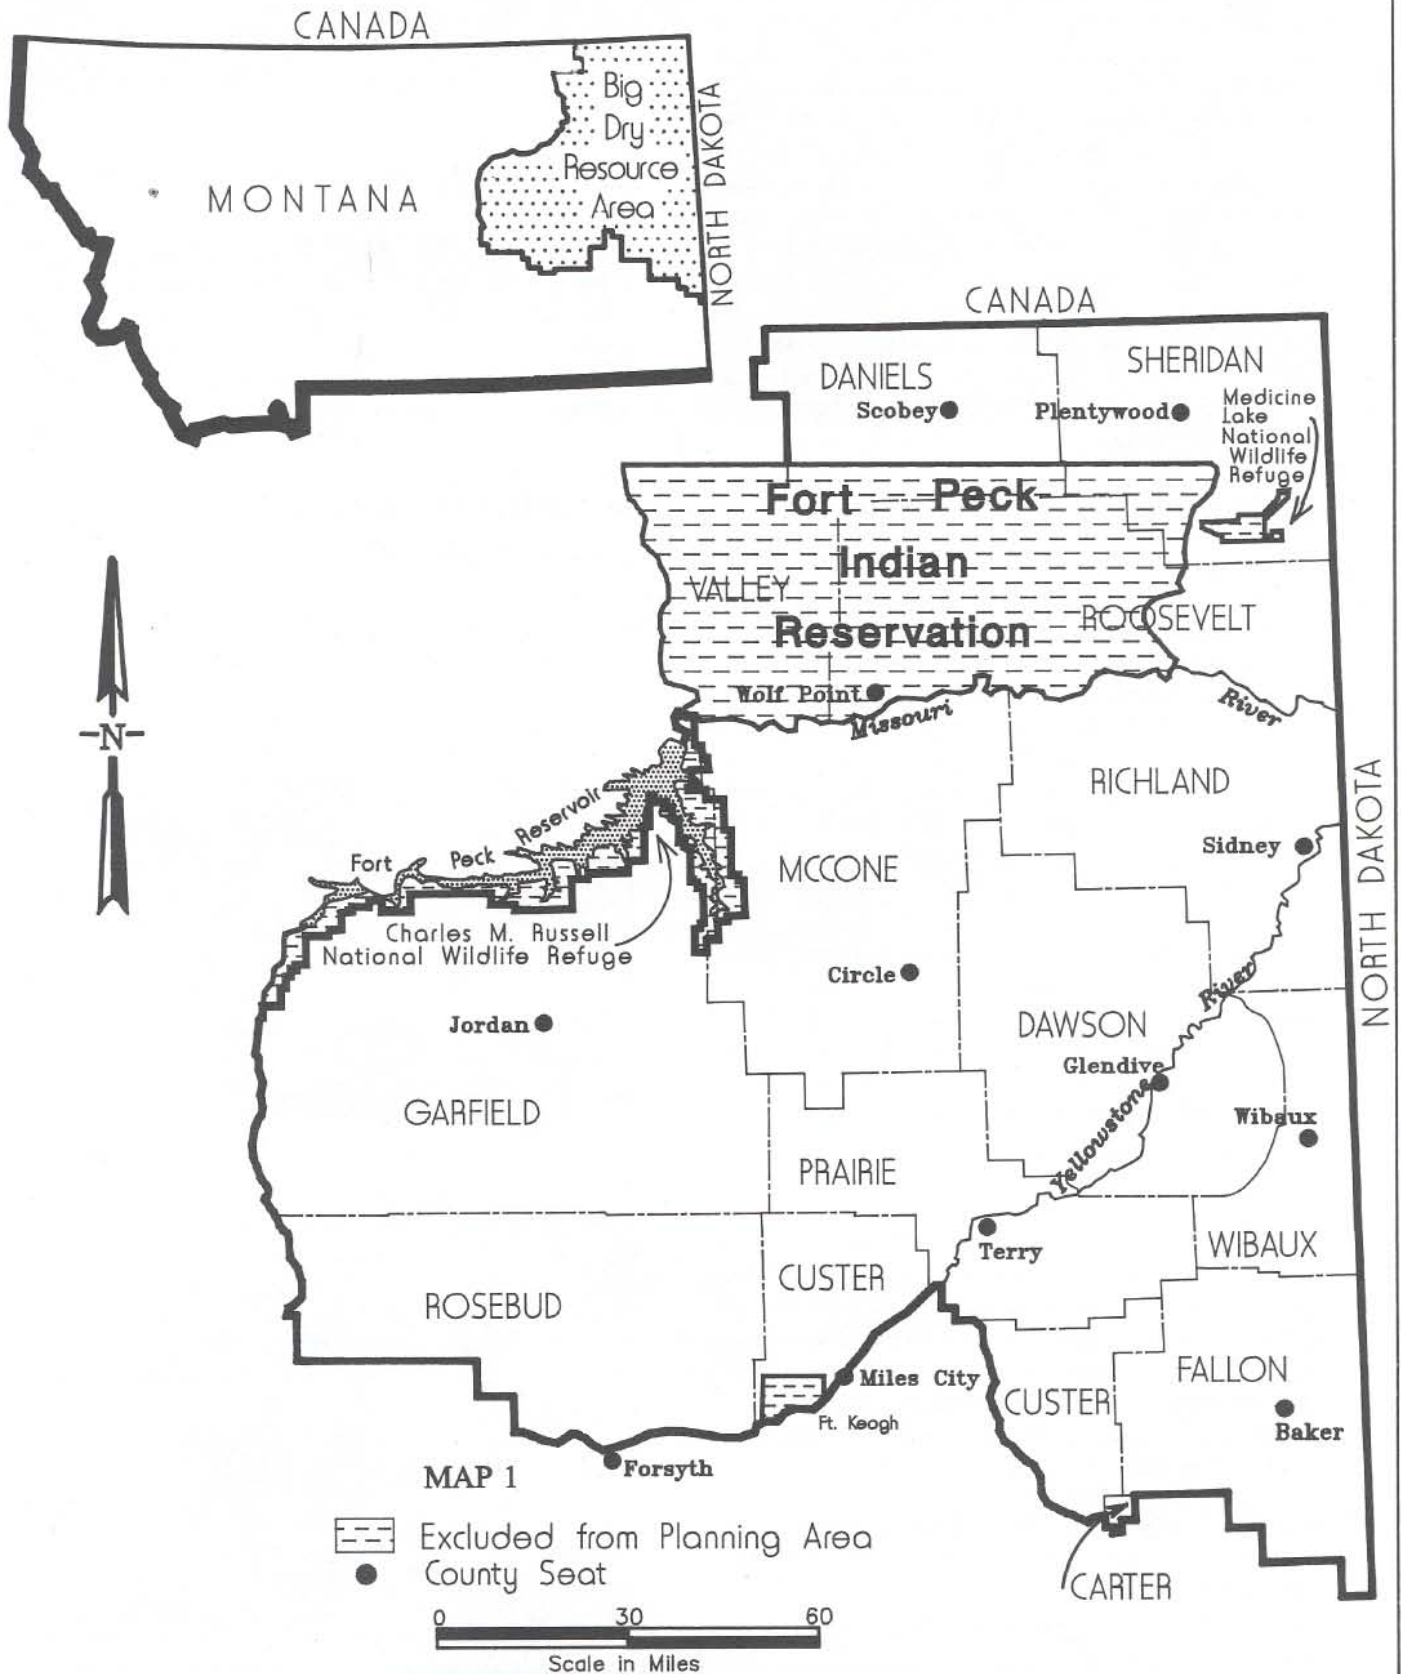 CANADA
MONTANA
Big
Dry
Resource
Area
NORTH DAKOTA
CANADA
DANIELS
Scobey
SHERIDAN
Plentywood
Medicine
Lake
National
Wildlife
Refuge
Fort Peck
Indian
Reservation
VALLEY
ROOSEVELT
Wolf Point
Missouri
River
N
RICHLAND
Sidney
NORTH DAKOTA
Fort Peck Reservoir
Charles M. Russell
National Wildlife Refuge
MCCONE
Circle
Jordan
GARFIELD
DAWSON
Glendive
Yellowstone
River
Wibaux
PRAIRIE
Terry
WIBAUX
ROSEBUD
CUSTER
Miles City
Ft. Keogh
CUSTER
FALLON
Baker
Forsyth
CARTER
MAP 1
Excluded from Planning Area
County Seat
0 30 60
Scale in Miles